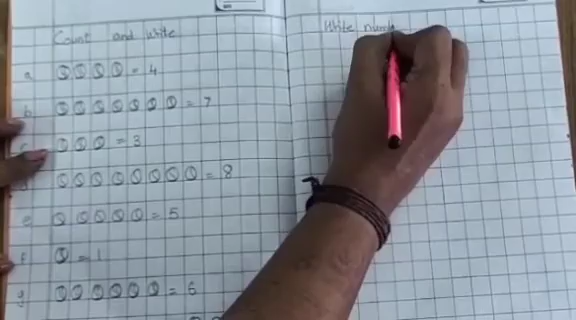 Count and write
a = 4
b = 7
= 3
= 8
e = 5
f = 1
g = 6
Write